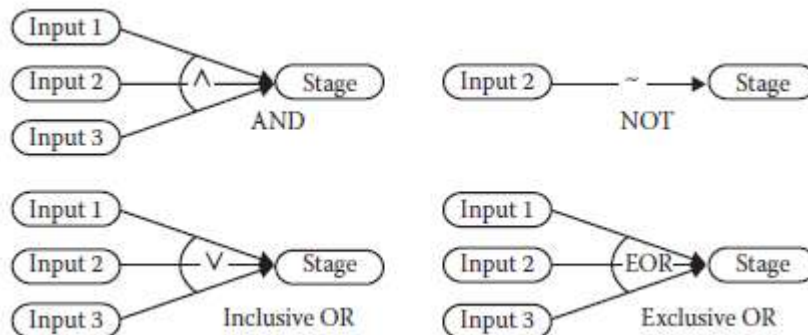 Input 1
Input 2
Input 3
∧
Stage
AND
Input 2
~
Stage
NOT
Input 1
Input 2
Input 3
∨
Stage
Inclusive OR
Input 1
Input 2
Input 3
EOR
Stage
Exclusive OR